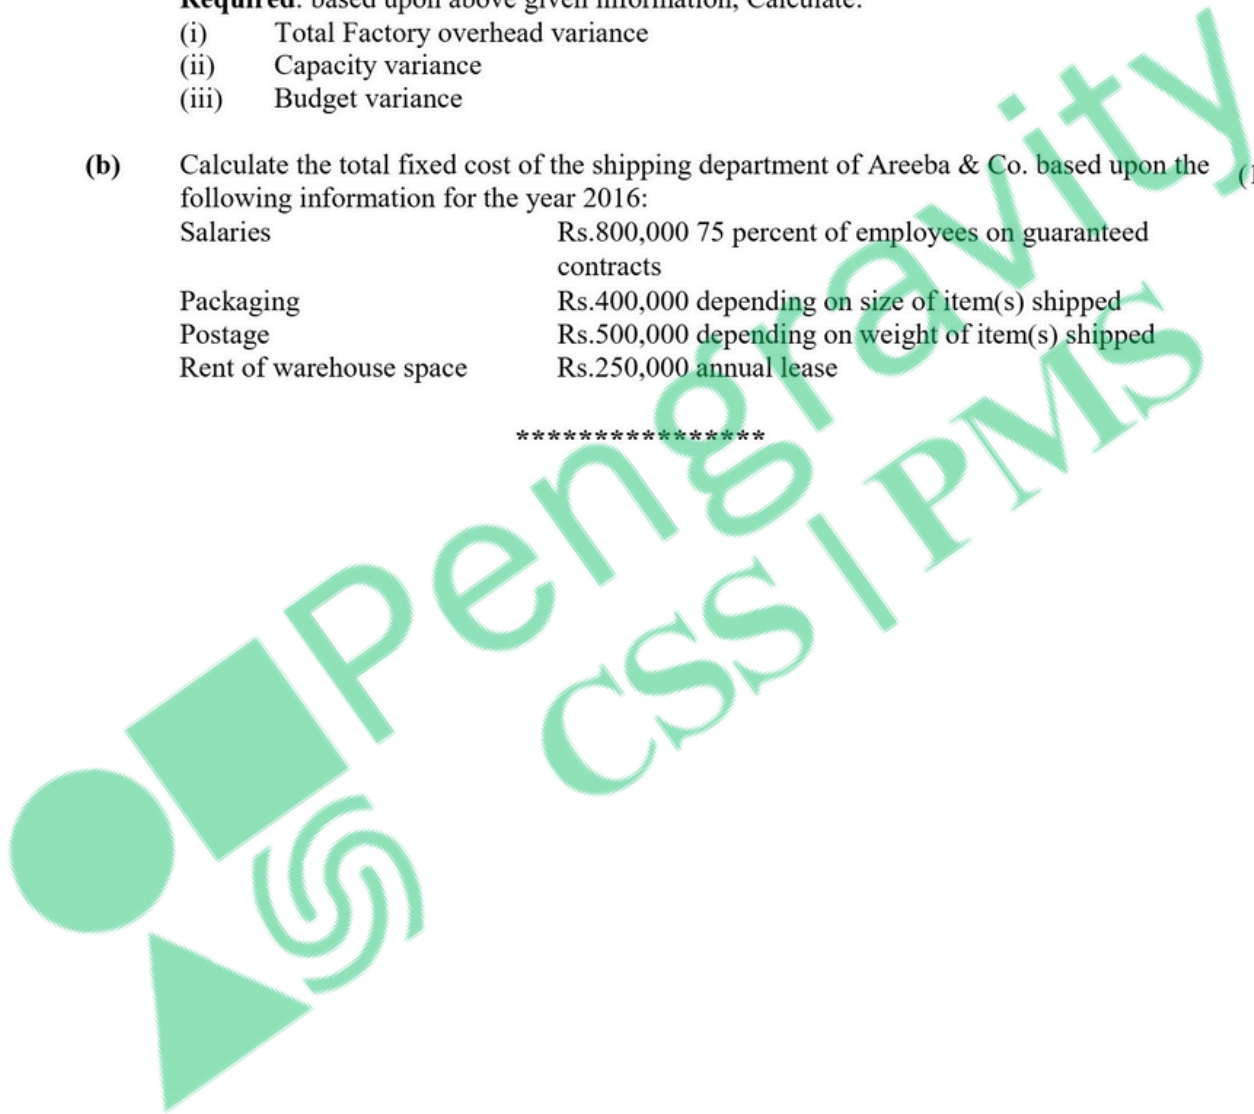 Required: based upon above given information, Calculate:
(i) Total Factory overhead variance
(ii) Capacity variance
(iii) Budget variance
(b) Calculate the total fixed cost of the shipping department of Areeba & Co. based upon the (1
following information for the year 2016:
Salaries Rs.800,000 75 percent of employees on guaranteed
contracts
Packaging Rs.400,000 depending on size of item(s) shipped
Postage Rs.500,000 depending on weight of item(s) shipped
Rent of warehouse space Rs.250,000 annual lease
****************
Pengravity
CSS | PMS